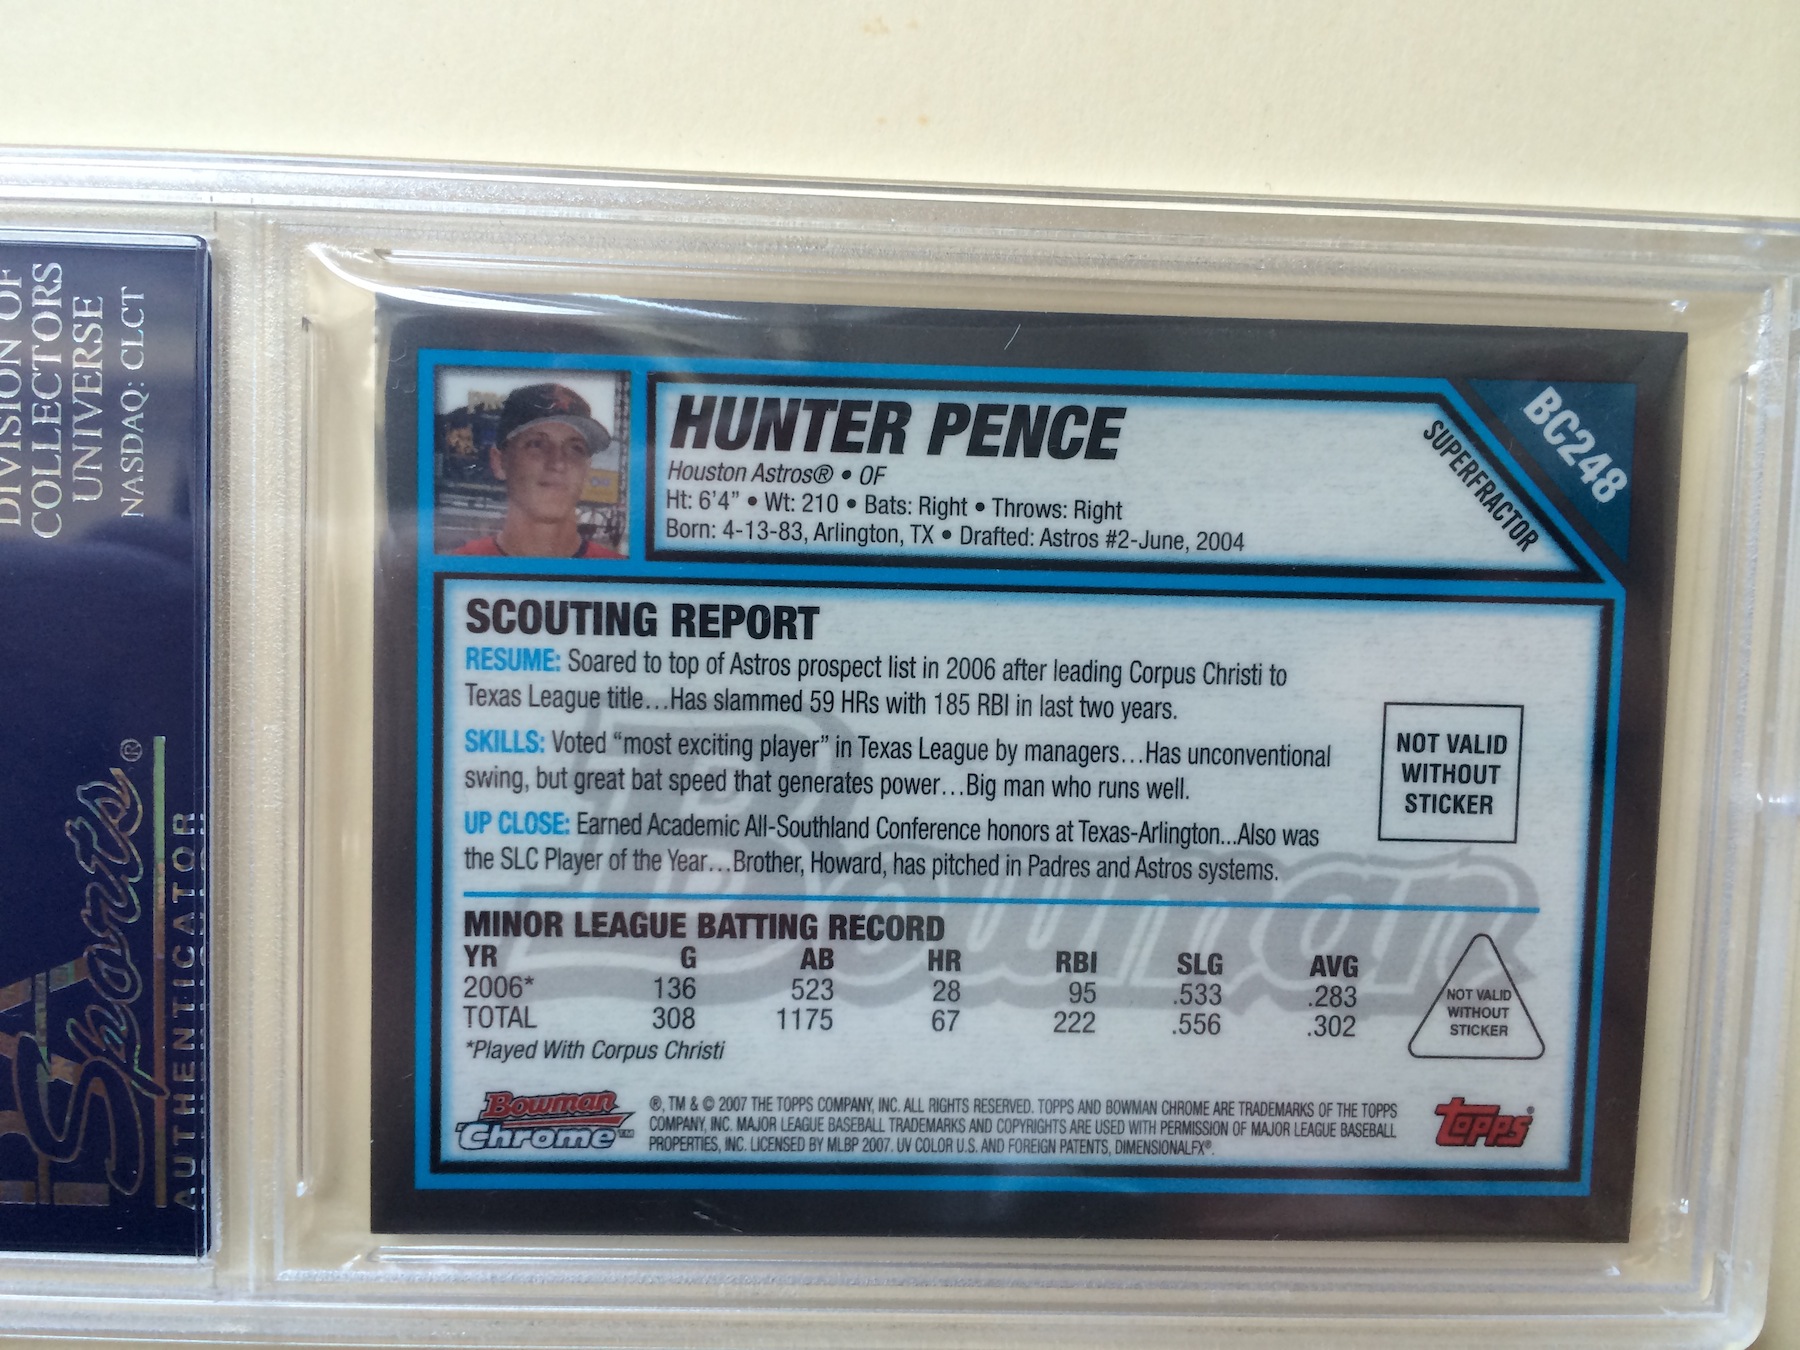 DIVISION OF
COLLECTORS
UNIVERSE
NASDAQ: CLCT
Sports®
AUTHENTICATOR
HUNTER PENCE
Houston Astros® • OF
Ht: 6'4" • Wt: 210 • Bats: Right • Throws: Right
Born: 4-13-83, Arlington, TX • Drafted: Astros #2-June, 2004
BC248
SUPERFRACTOR
SCOUTING REPORT
RESUME: Soared to top of Astros prospect list in 2006 after leading Corpus Christi to
Texas League title...Has slammed 59 HRs with 185 RBI in last two years.
SKILLS: Voted “most exciting player” in Texas League by managers...Has unconventional
swing, but great bat speed that generates power...Big man who runs well.
UP CLOSE: Earned Academic All-Southland Conference honors at Texas-Arlington...Also was
the SLC Player of the Year...Brother, Howard, has pitched in Padres and Astros systems.
NOT VALID
WITHOUT
STICKER
MINOR LEAGUE BATTING RECORD
YR G AB HR RBI SLG AVG
2006* 136 523 28 95 .533 .283
TOTAL 308 1175 67 222 .556 .302
*Played With Corpus Christi
NOT VALID
WITHOUT
STICKER
Bowman
Chrome™
®, TM & © 2007 THE TOPPS COMPANY, INC. ALL RIGHTS RESERVED. TOPPS AND BOWMAN CHROME ARE TRADEMARKS OF THE TOPPS
COMPANY, INC. MAJOR LEAGUE BASEBALL TRADEMARKS AND COPYRIGHTS ARE USED WITH PERMISSION OF MAJOR LEAGUE BASEBALL
PROPERTIES, INC. LICENSED BY MLBP 2007. UV COLOR U.S. AND FOREIGN PATENTS, DIMENSIONALFX®.
topps®
Bowman